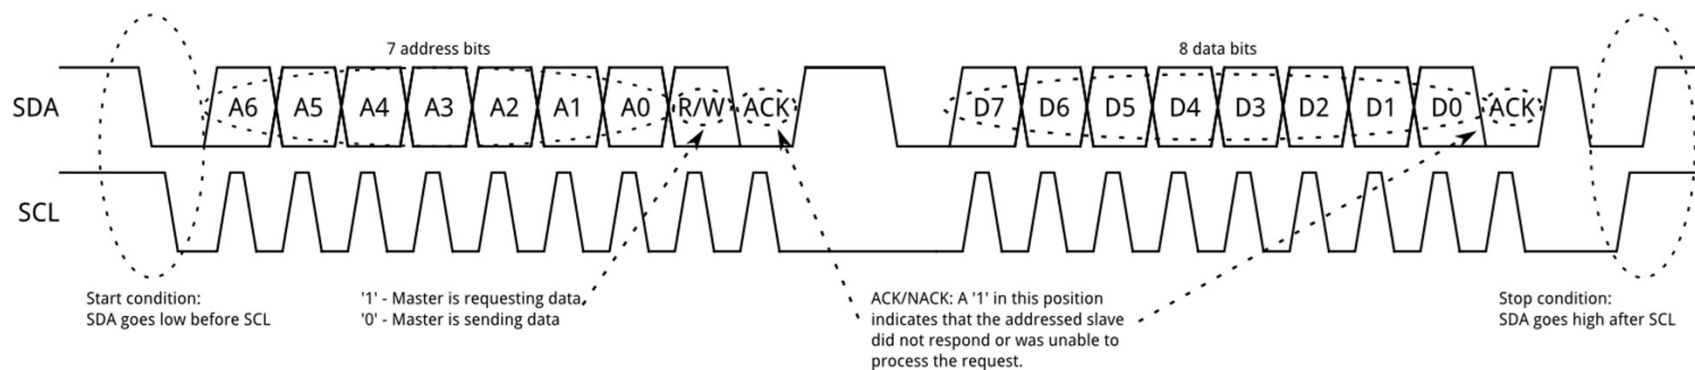 7 address bits
8 data bits
SDA
A6 A5 A4 A3 A2 A1 A0 R/W ACK
D7 D6 D5 D4 D3 D2 D1 D0 ACK
SCL
Start condition:
SDA goes low before SCL
'1' - Master is requesting data
'0' - Master is sending data
ACK/NACK: A '1' in this position
indicates that the addressed slave
did not respond or was unable to
process the request.
Stop condition:
SDA goes high after SCL